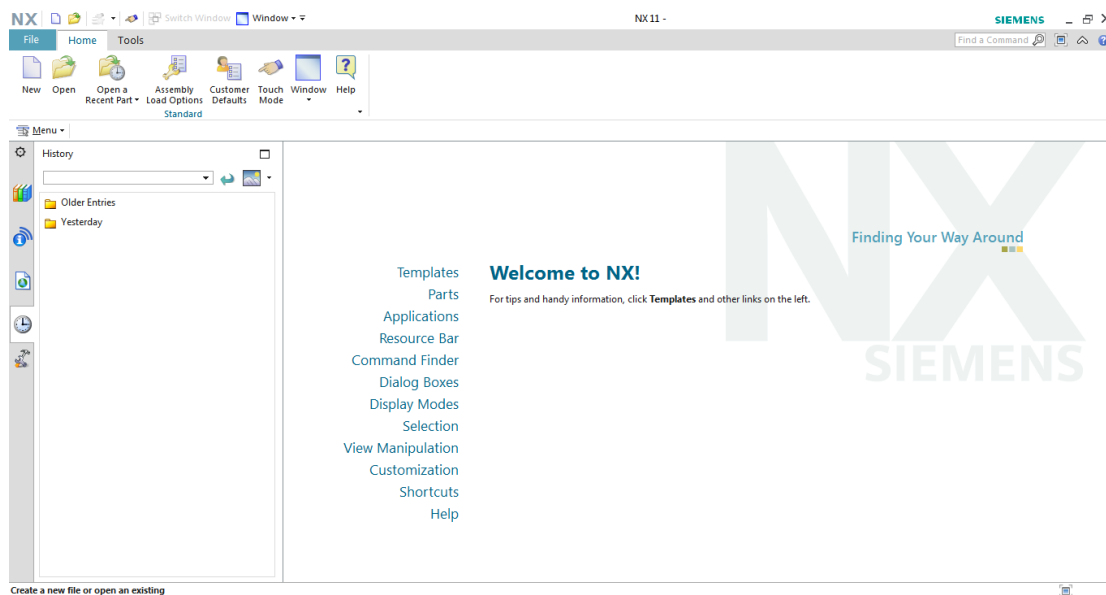 NX Switch Window Window NX 11 - SIEMENS
File Home Tools Find a Command
New Open Open a Recent Part Assembly Load Options Customer Defaults Touch Mode Window Help
Standard
Menu
History
Older Entries
Yesterday
NX
SIEMENS
Finding Your Way Around
Templates
Parts
Applications
Resource Bar
Command Finder
Dialog Boxes
Display Modes
Selection
View Manipulation
Customization
Shortcuts
Help
Welcome to NX!
For tips and handy information, click Templates and other links on the left.
Create a new file or open an existing